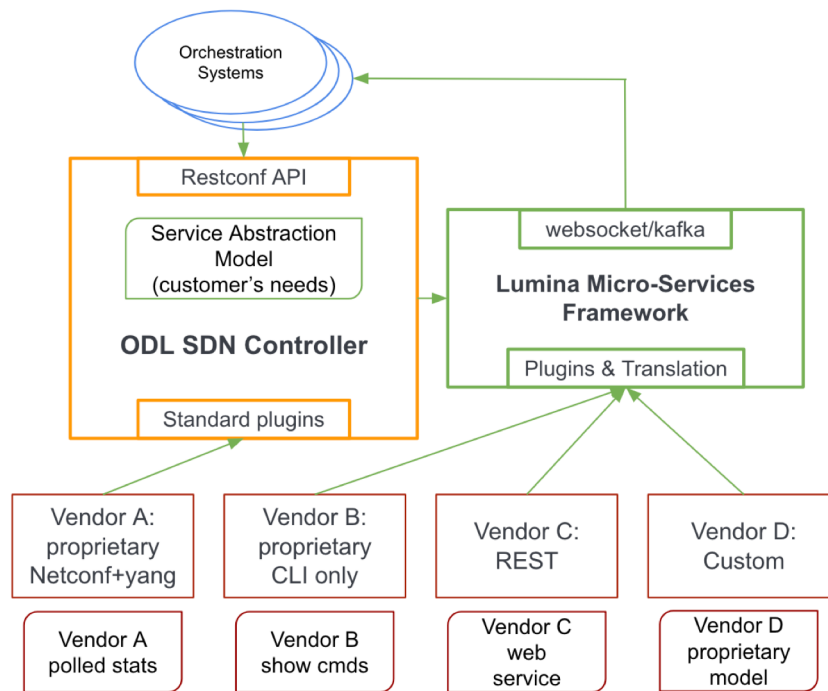 Orchestration
Systems
Restconf API
Service Abstraction
Model
(customer's needs)
ODL SDN Controller
Standard plugins
websocket/kafka
Lumina Micro-Services
Framework
Plugins & Translation
Vendor A:
proprietary
Netconf+yang
Vendor B:
proprietary
CLI only
Vendor C:
REST
Vendor D:
Custom
Vendor A
polled stats
Vendor B
show cmds
Vendor C
web
service
Vendor D
proprietary
model